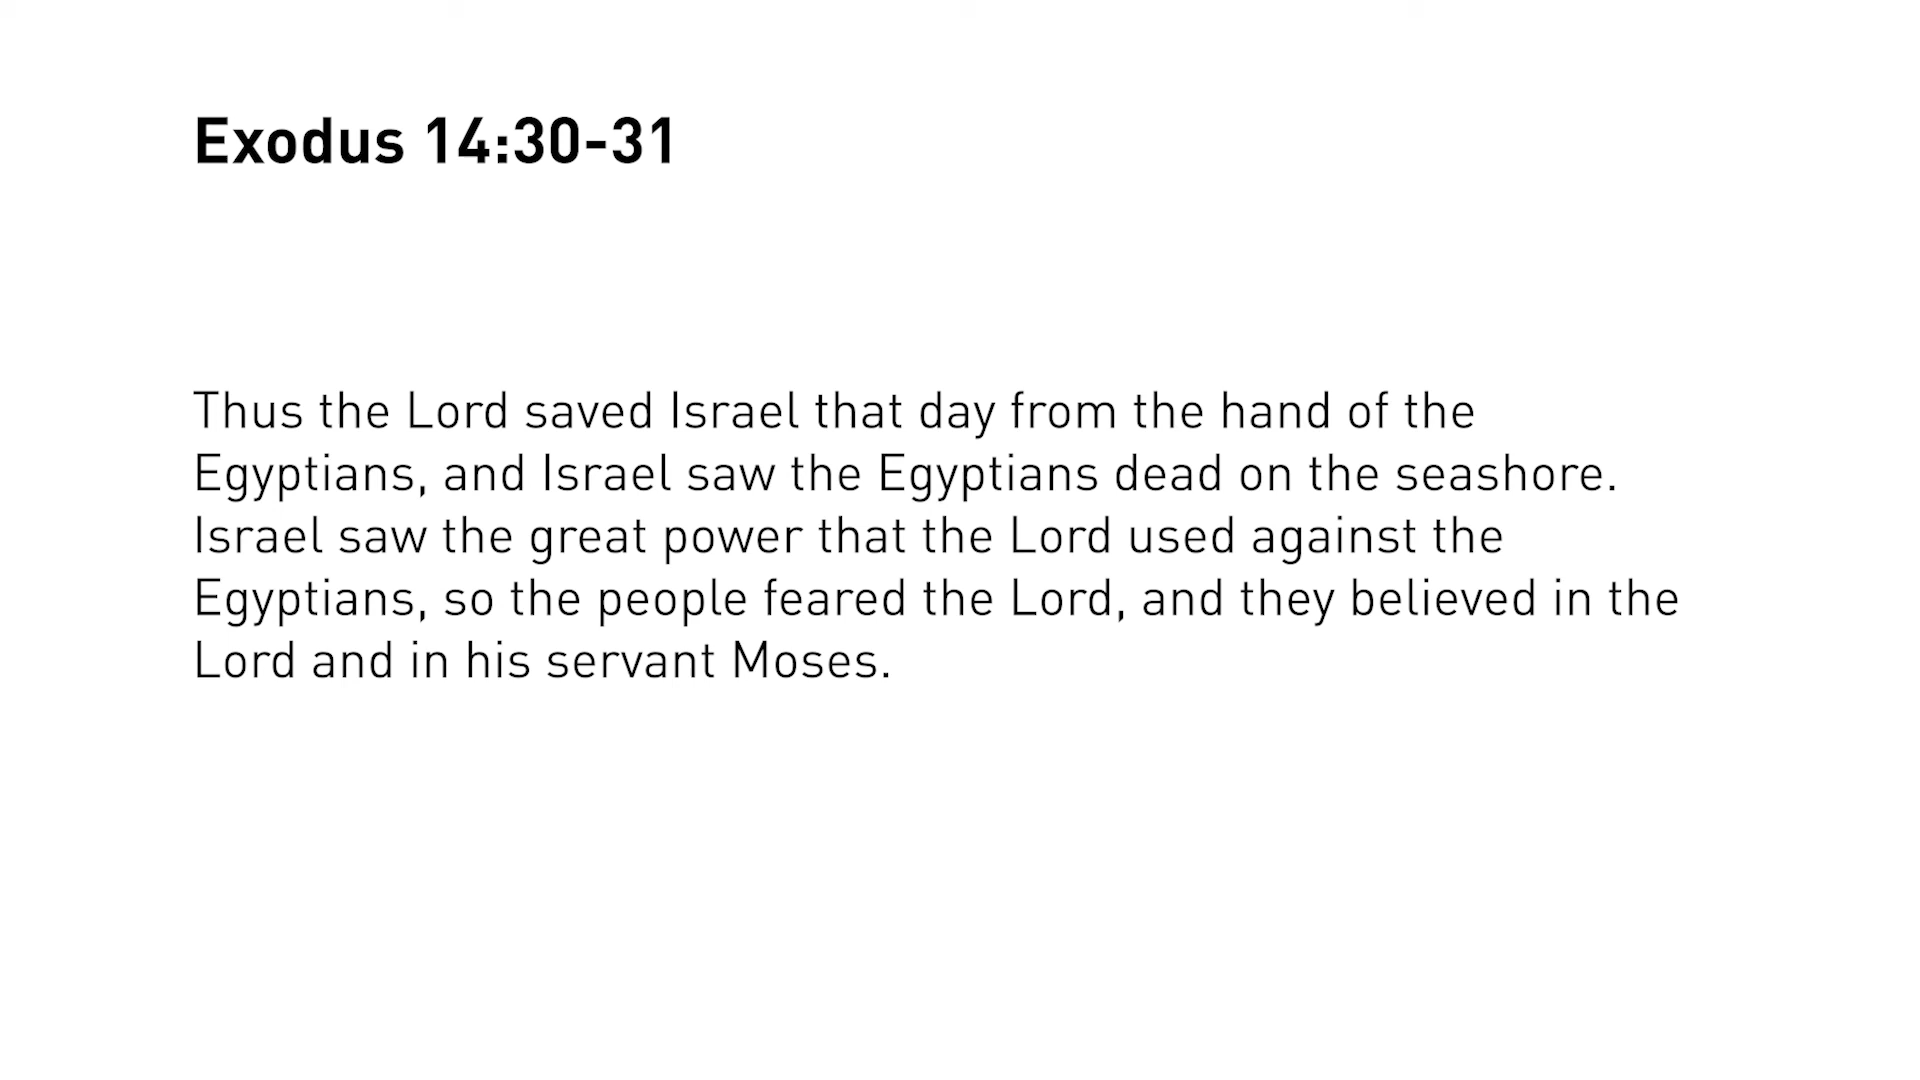 Exodus 14:30-31
Thus the Lord saved Israel that day from the hand of the
Egyptians, and Israel saw the Egyptians dead on the seashore.
Israel saw the great power that the Lord used against the
Egyptians, so the people feared the Lord, and they believed in the
Lord and in his servant Moses.